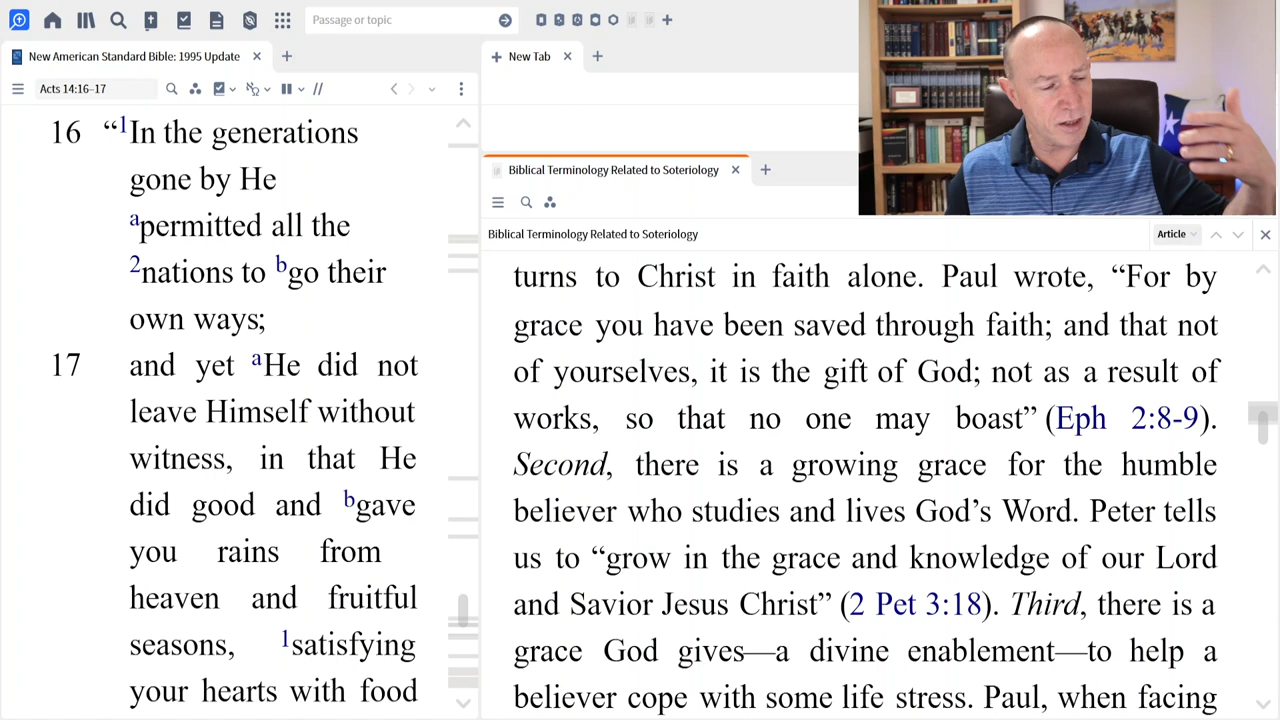 Passage or topic
New American Standard Bible: 1995 Update
New Tab
Acts 14:16–17
16 “1In the generations
gone by He
apermitted all the
2nations to bgo their
own ways;
17 and yet aHe did not
leave Himself without
witness, in that He
did good and bgave
you rains from
heaven and fruitful
seasons, 1satisfying
your hearts with food
Biblical Terminology Related to Soteriology
Biblical Terminology Related to Soteriology
Article
turns to Christ in faith alone. Paul wrote, “For by
grace you have been saved through faith; and that not
of yourselves, it is the gift of God; not as a result of
works, so that no one may boast” (Eph 2:8-9).
Second, there is a growing grace for the humble
believer who studies and lives God’s Word. Peter tells
us to “grow in the grace and knowledge of our Lord
and Savior Jesus Christ” (2 Pet 3:18). Third, there is a
grace God gives—a divine enablement—to help a
believer cope with some life stress. Paul, when facing